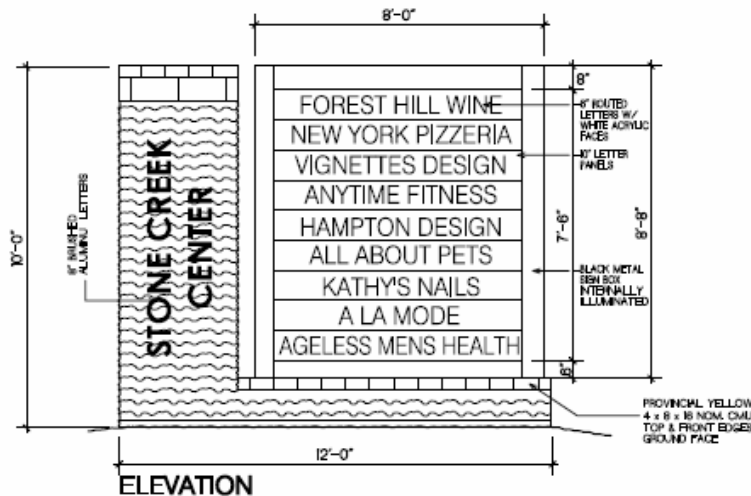 8'-0"
10'-0"
STONE CREEK
CENTER
8" BRUSHED
ALUMINU LETTERS
FOREST HILL WINE
NEW YORK PIZZERIA
VIGNETTES DESIGN
ANYTIME FITNESS
HAMPTON DESIGN
ALL ABOUT PETS
KATHY'S NAILS
A LA MODE
AGELESS MENS HEALTH
8"
7'-6"
6"
8'-8"
ROUTED
LETTERS W/
WHITE ACRYLIC
FACES
10" LETTER
PANELS
BLACK METAL
SIGN BOX
INTERNALLY
ILLUMINATED
PROVINCIAL YELLOW
4 x 8 x 16 NOM. CMU
TOP & FRONT EDGES
GROUND FACE
12'-0"
ELEVATION